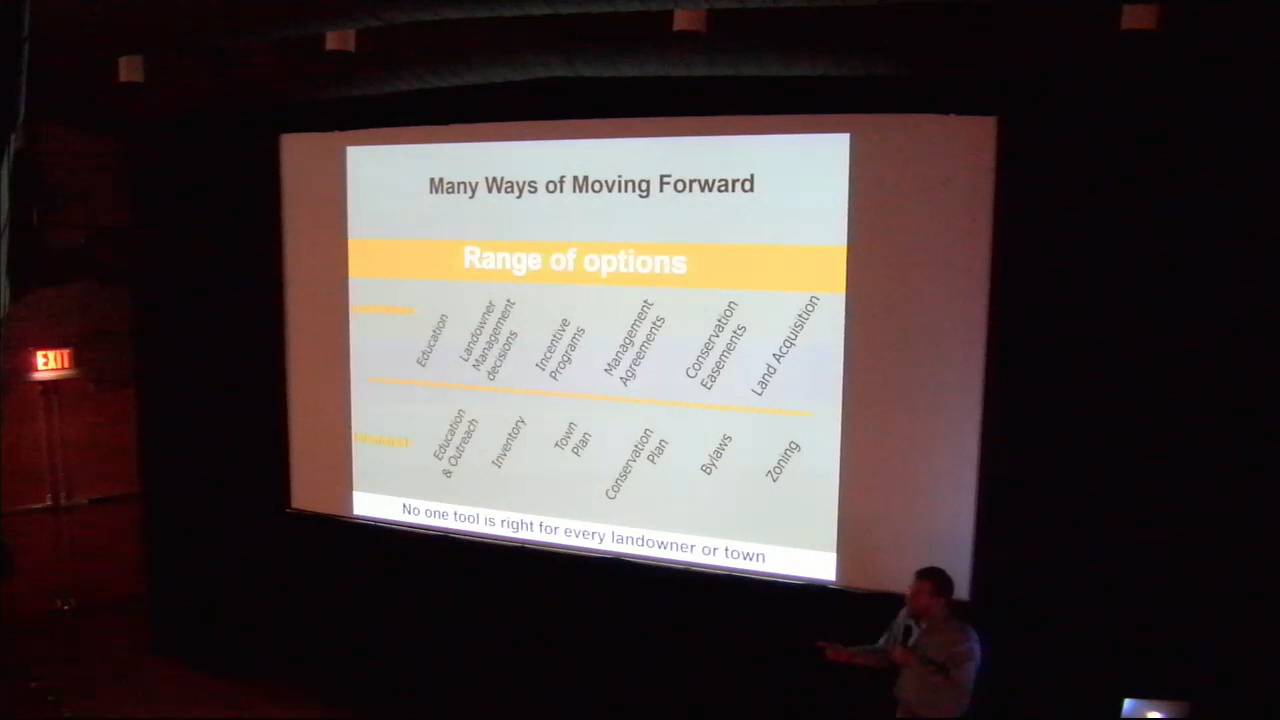 Many Ways of Moving Forward
Range of options
Education
Landowner
Management
decisions
Incentive
Programs
Management
Agreements
Conservation
Easements
Land Acquisition
Education
& Outreach
Inventory
Town
Plan
Conservation
Plan
Bylaws
Zoning
No one tool is right for every landowner or town
EXIT